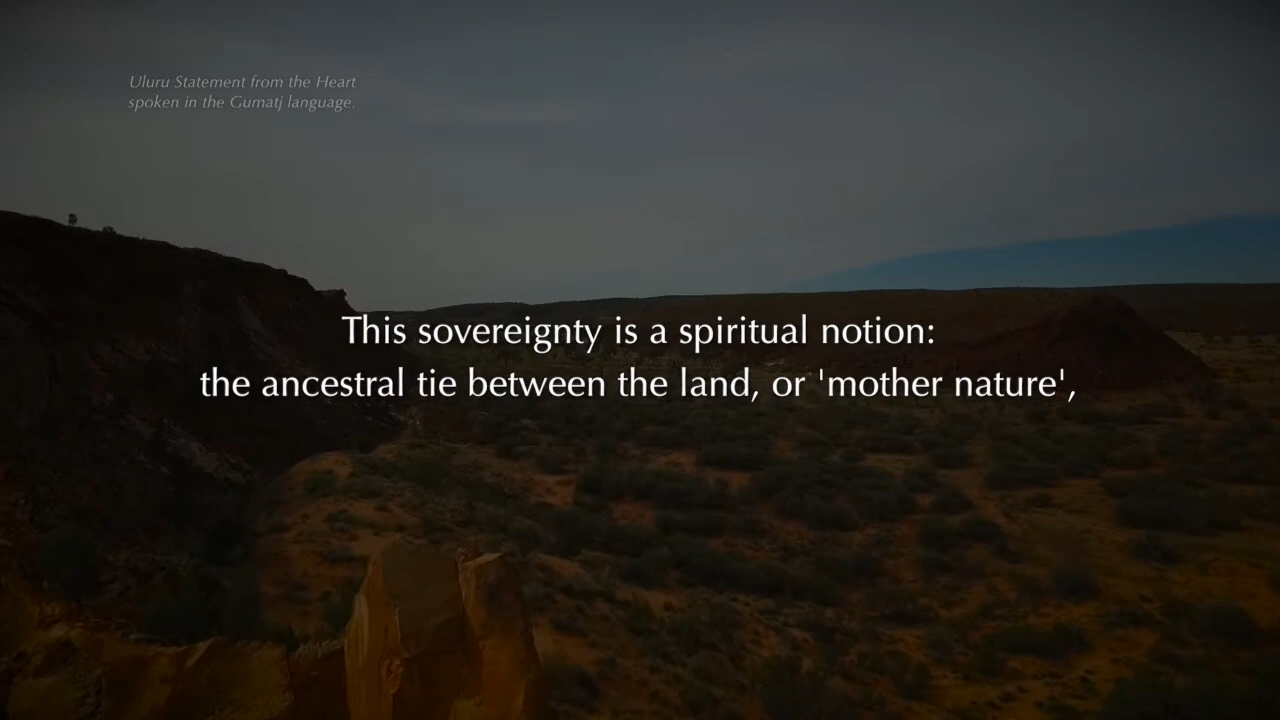 Uluru Statement from the Heart
spoken in the Gumatj language.
This sovereignty is a spiritual notion:
the ancestral tie between the land, or 'mother nature',